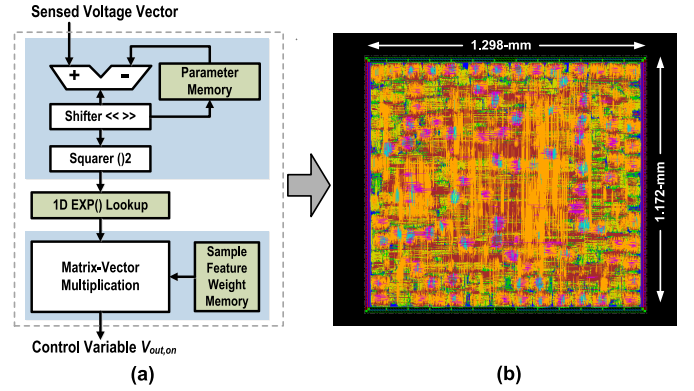 Sensed Voltage Vector
+ -
Parameter
Memory
Shifter << >>
Squarer ()2
1D EXP() Lookup
Matrix-Vector
Multiplication
Sample
Feature
Weight
Memory
Control Variable Vout,on
(a)
1.298-mm
1.172-mm
(b)